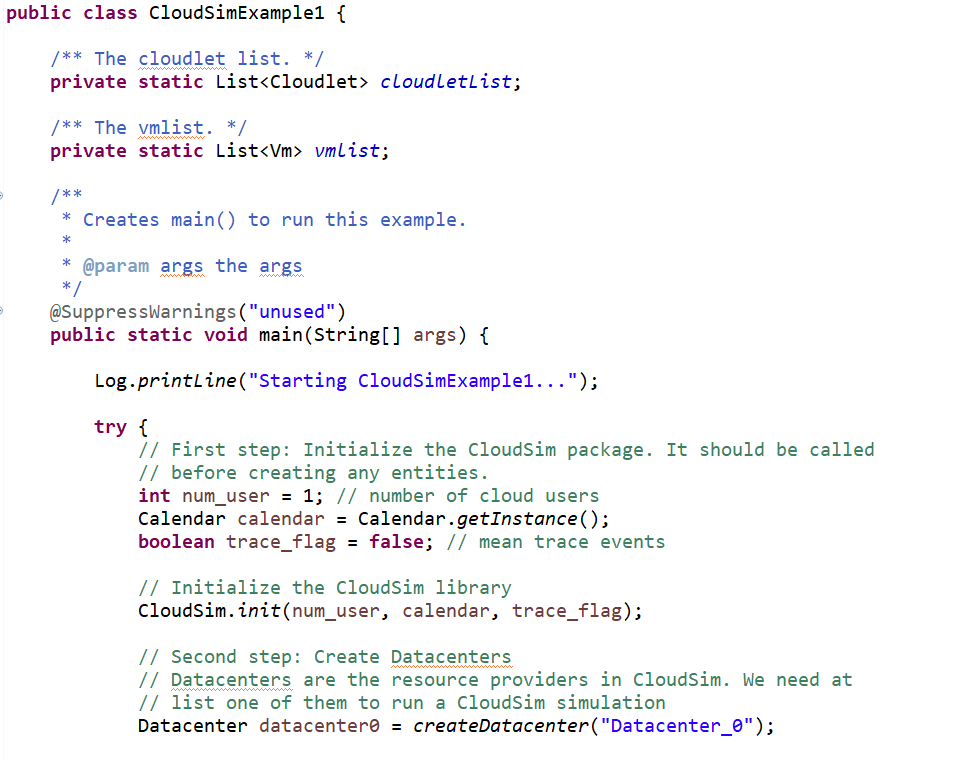 public class CloudSimExample1 {
/** The cloudlet list. */
private static List<Cloudlet> cloudletList;
/** The vmlist. */
private static List<Vm> vmlist;
/**
* Creates main() to run this example.
*
* @param args the args
*/
@SuppressWarnings("unused")
public static void main(String[] args) {
Log.printLine("Starting CloudSimExample1...");
try {
// First step: Initialize the CloudSim package. It should be called
// before creating any entities.
int num_user = 1; // number of cloud users
Calendar calendar = Calendar.getInstance();
boolean trace_flag = false; // mean trace events
// Initialize the CloudSim library
CloudSim.init(num_user, calendar, trace_flag);
// Second step: Create Datacenters
// Datacenters are the resource providers in CloudSim. We need at
// list one of them to run a CloudSim simulation
Datacenter datacenter0 = createDatacenter("Datacenter_0");